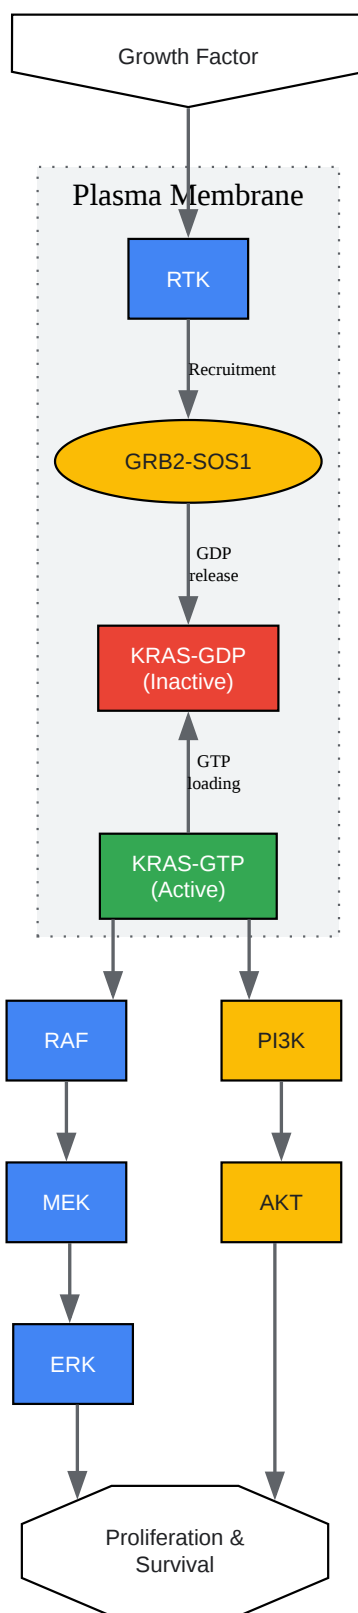 Growth Factor
Plasma Membrane
RTK
Recruitment
GRB2-SOS1
GDP
release
KRAS-GDP
(Inactive)
GTP
loading
KRAS-GTP
(Active)
RAF
PI3K
MEK
AKT
ERK
Proliferation &
Survival